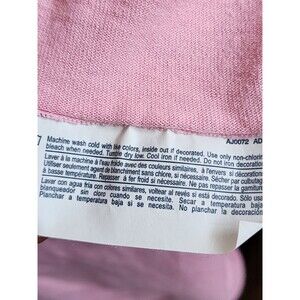 7 Machine wash cold with like colors, inside out if decorated. Use only non-chlorine
bleach when needed. Tumble dry low. Cool iron if needed. Do not iron decoration
AJ0072 AD
Laver à la machine à l'eau froide avec des couleurs similaires, à l'envers si décoration
Utiliser seulement agent de blanchiment sans chlore, si nécessaire. Sécher par culbutage
à basse température. Repasser à fer froid si nécessaire. Ne pas repasser la
Lavar con agua fría con colores similares, voltear al revés si está decorado. Sólo usar
blanqueador sin cloro cuando se necesite. Secar a temperatura baja
Planchar a temperatura baja si se necesita. No planchar la decoración